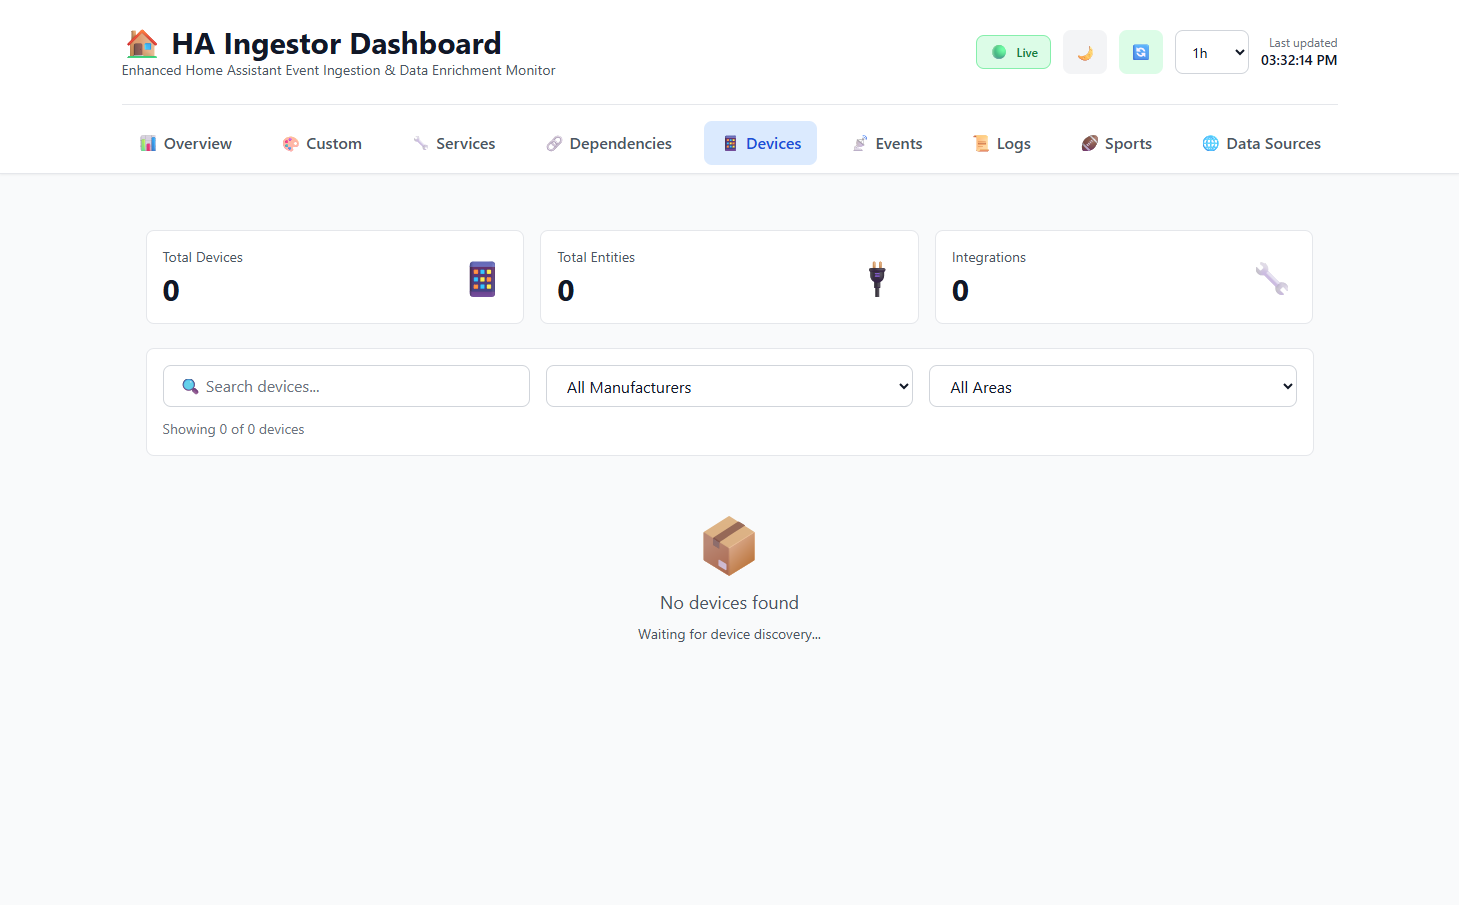 HA Ingestor Dashboard
Enhanced Home Assistant Event Ingestion & Data Enrichment Monitor
Live
1h
Last updated
03:32:14 PM
Overview
Custom
Services
Dependencies
Devices
Events
Logs
Sports
Data Sources
Total Devices
0
Total Entities
0
Integrations
0
Search devices...
All Manufacturers
All Areas
Showing 0 of 0 devices
No devices found
Waiting for device discovery...